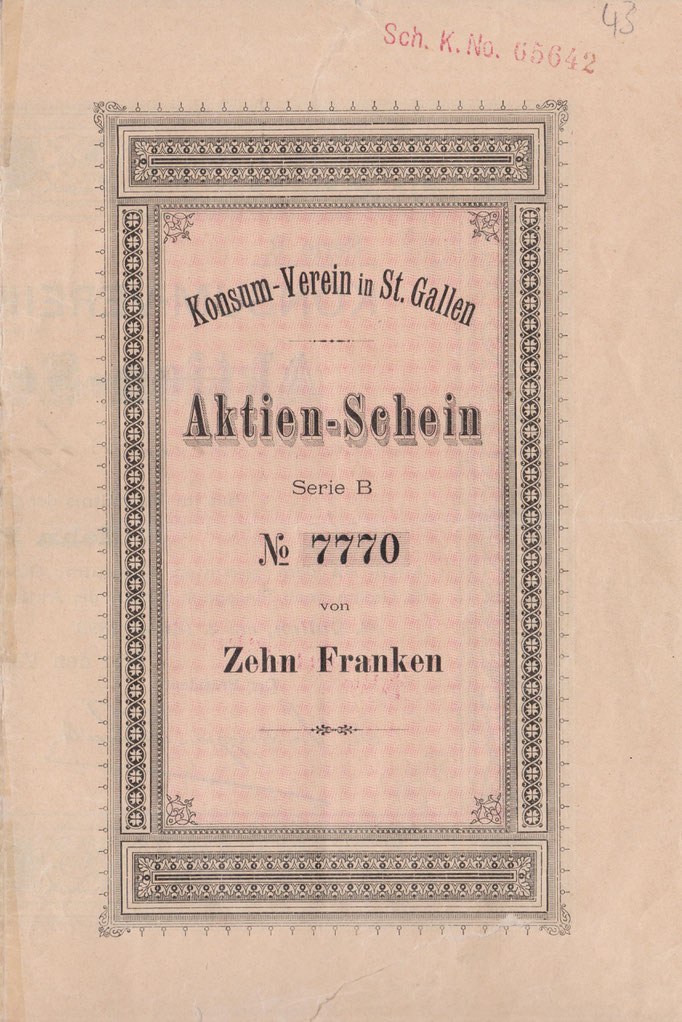 43
Sch. K. No. 65642
Konsum-Verein in St. Gallen
Aktien-Schein
Serie B
№ 7770
von
Zehn Franken